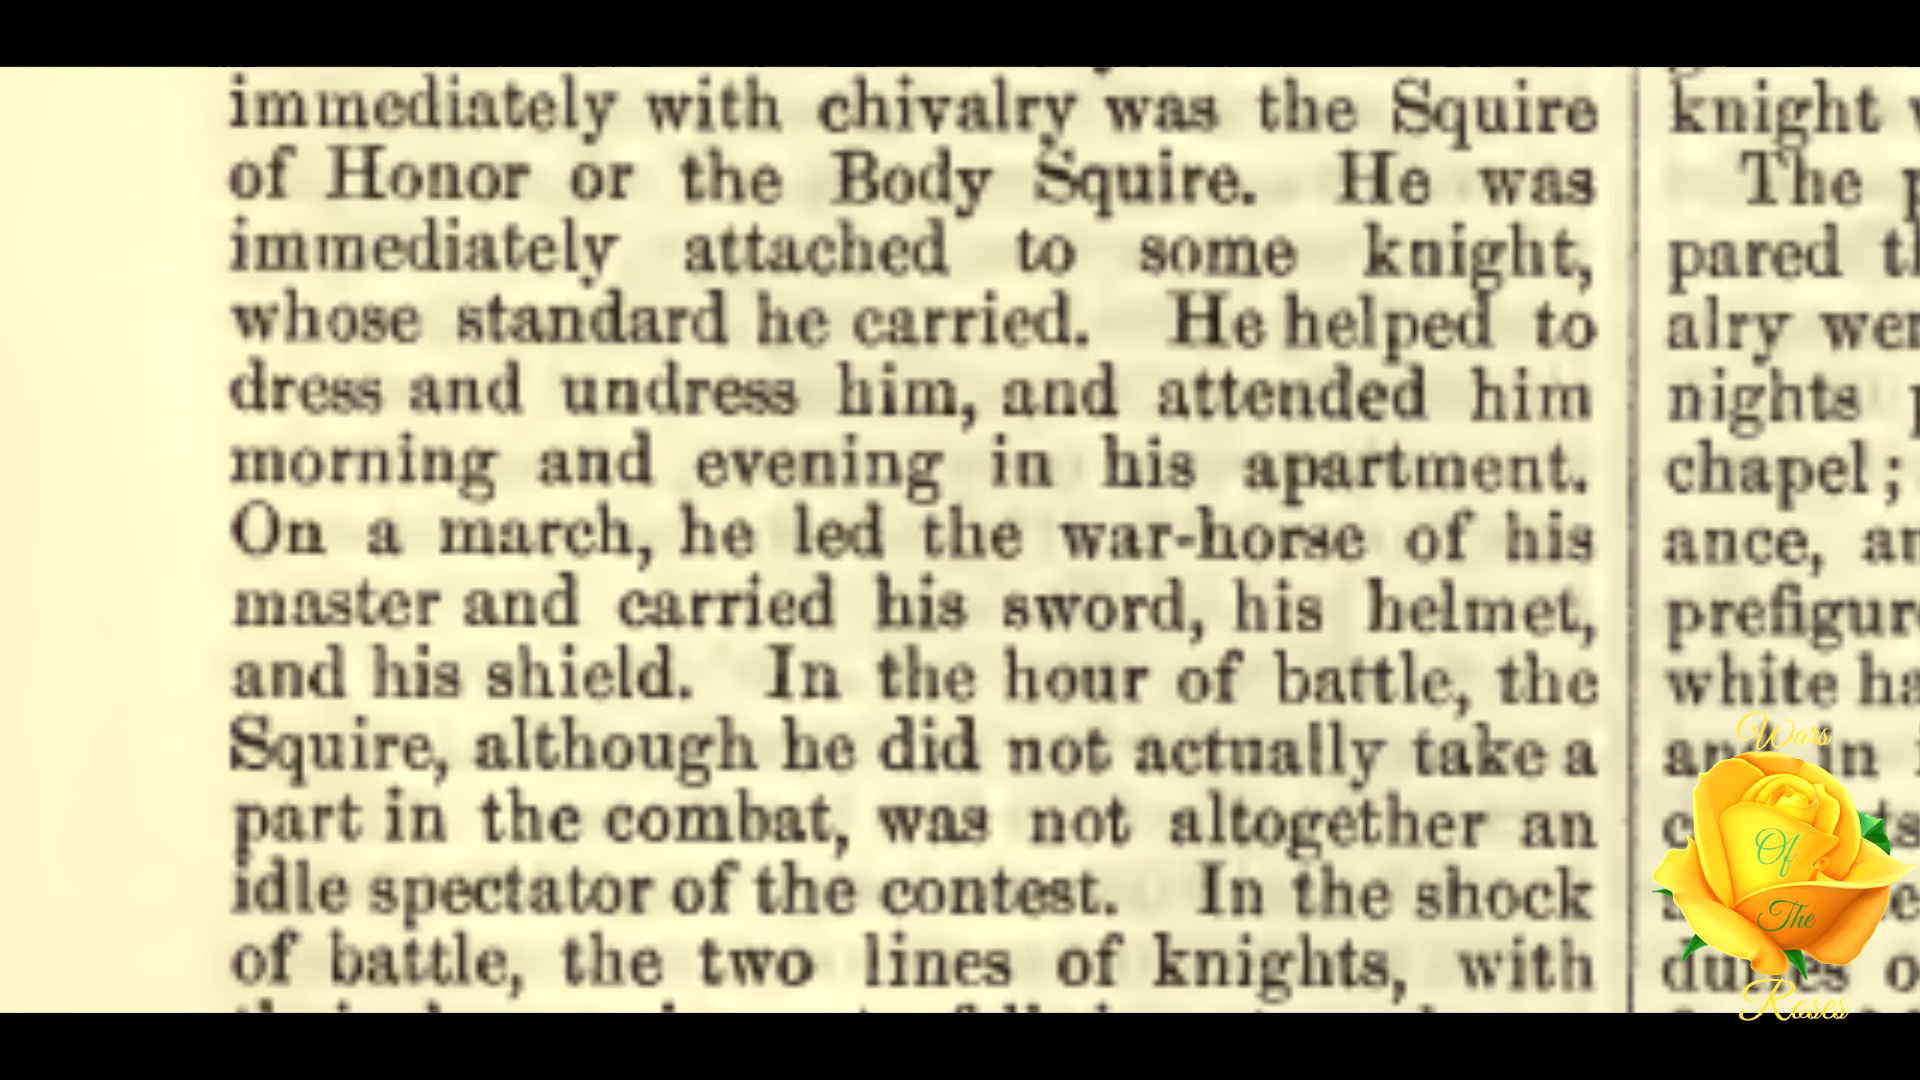 immediately with chivalry was the Squire
of Honor or the Body Squire. He was
immediately attached to some knight,
whose standard he carried. He helped to
dress and undress him, and attended him
morning and evening in his apartment.
On a march, he led the war-horse of his
master and carried his sword, his helmet,
and his shield. In the hour of battle, the
Squire, although he did not actually take a
part in the combat, was not altogether an
idle spectator of the contest. In the shock
of battle, the two lines of knights, with
knight
The
pared
alry
nights
chapel;
ance,
white
Wars
Of
The
Roses